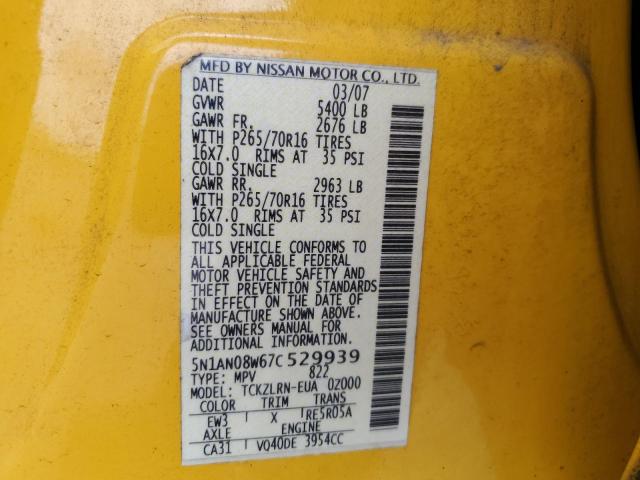 MFD BY NISSAN MOTOR CO., LTD.
DATE 03/07
GVWR 5400 LB
GAWR FR. 2676 LB
WITH P265/70R16 TIRES
16X7.0 RIMS AT 35 PSI
COLD SINGLE
GAWR RR. 2963 LB
WITH P265/70R16 TIRES
16X7.0 RIMS AT 35 PSI
COLD SINGLE
THIS VEHICLE CONFORMS TO
ALL APPLICABLE FEDERAL
MOTOR VEHICLE SAFETY AND
THEFT PREVENTION STANDARDS
IN EFFECT ON THE DATE OF
MANUFACTURE SHOWN ABOVE.
SEE OWNERS MANUAL FOR
ADDITIONAL INFORMATION.
5N1AN08W67C529939
TYPE: MPV 822
MODEL: TCKZLRN-EUA 0Z000
COLOR TRIM TRANS
EW3 X RE5R05A
AXLE ENGINE
CA31 VQ40DE 3954CC